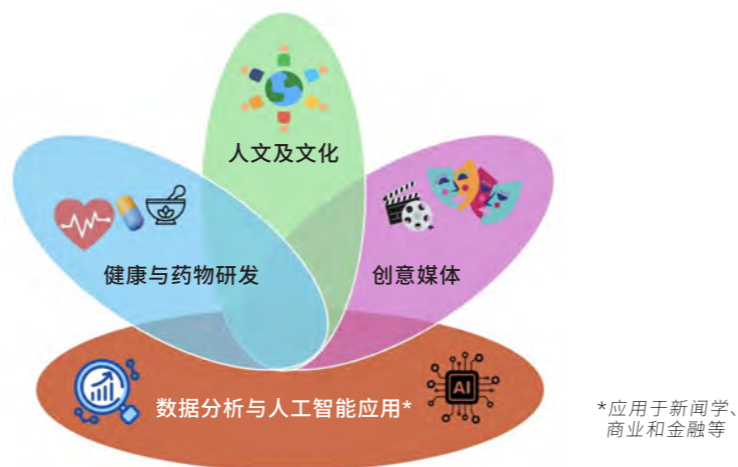 人文及文化
健康与药物研发
创意媒体
数据分析与人工智能应用*
AI
*应用于新闻学、
商业和金融等